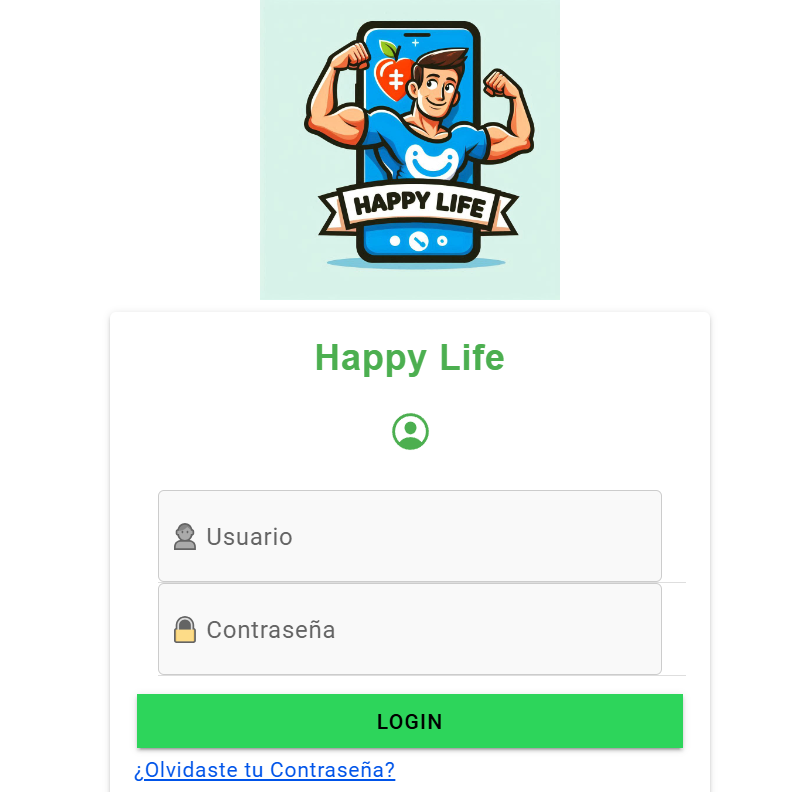 HAPPY LIFE
Happy Life
Usuario
Contraseña
LOGIN
¿Olvidaste tu Contraseña?